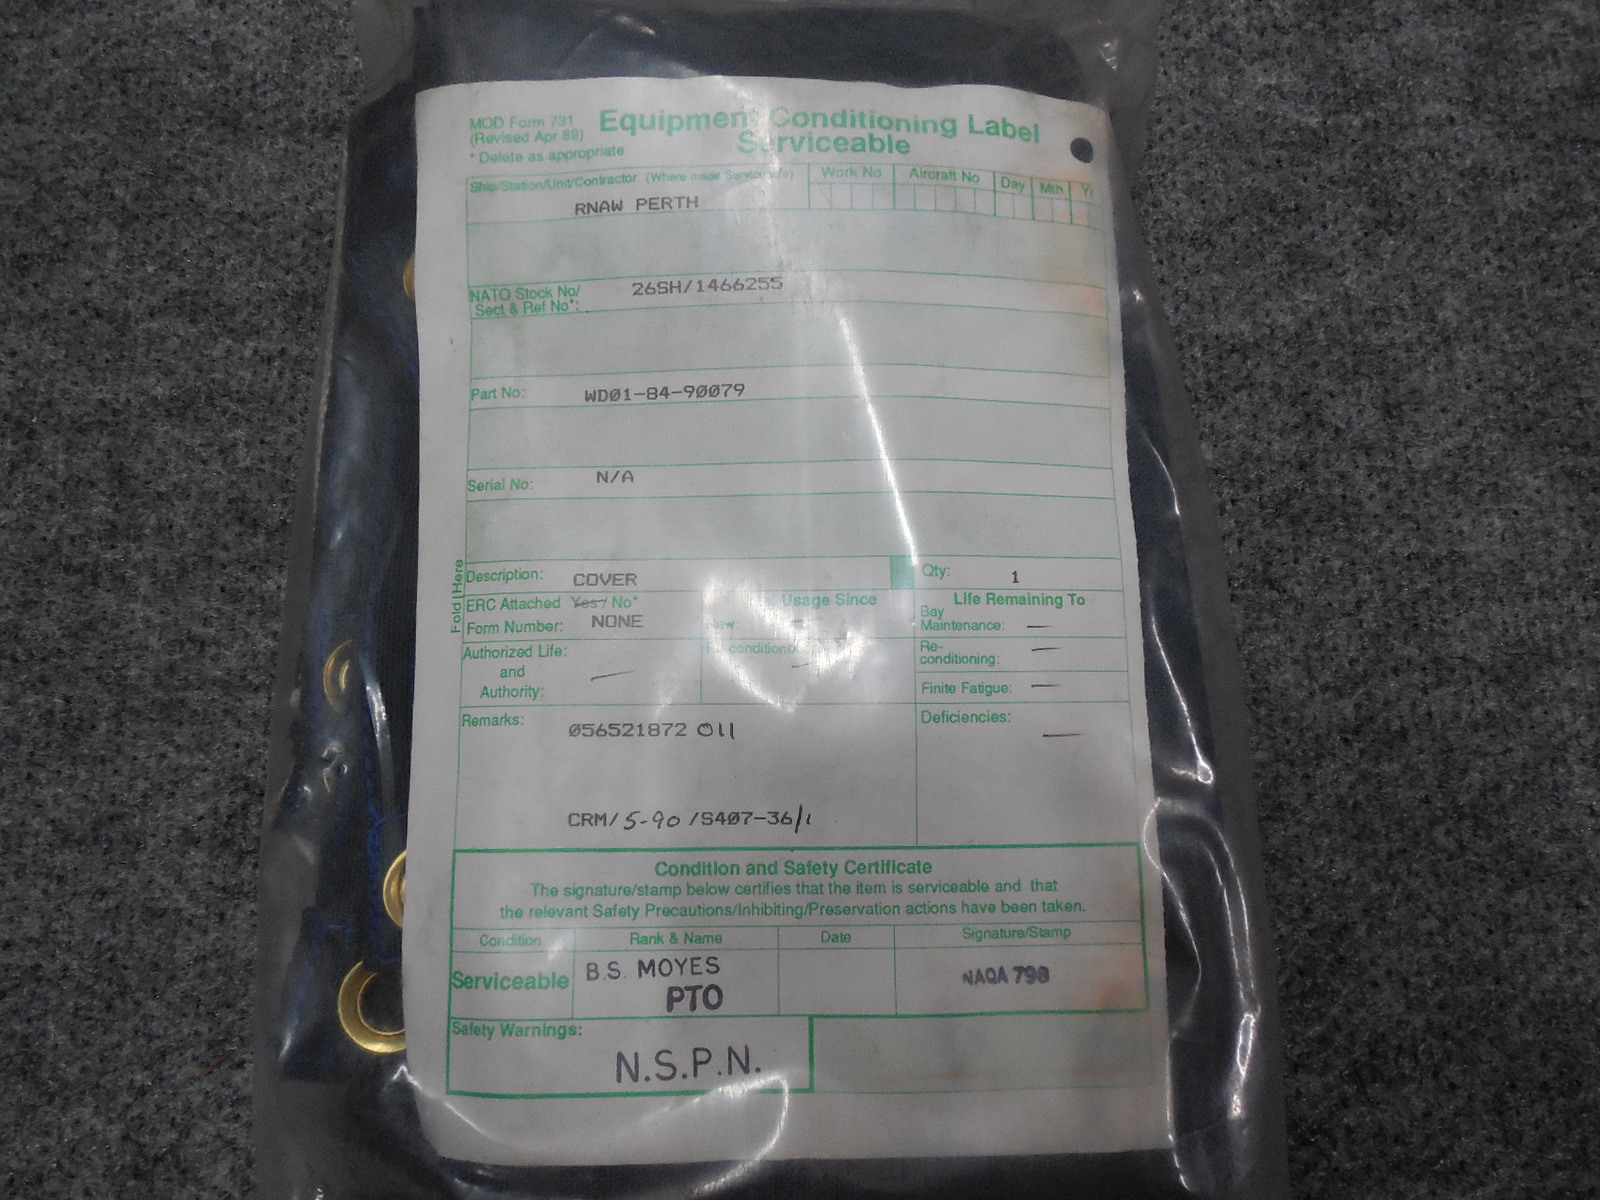 MOD Form 731
(Revised Apr 89)
* Delete as appropriate
Equipment Conditioning Label
Serviceable
Ship/Station/Unit/Contractor (Where made Serviceable)
Work No
Aircraft No
Day
Mth
Yr
RNAW PERTH
NATO Stock No/
Sect & Ref No*:
26SH/1466255
Part No:
WD01-84-90079
Serial No:
N/A
Fold Here
Description:
COVER
Qty:
1
ERC Attached Yes/ No*
Form Number:
NONE
Usage Since
Life Remaining To
Bay
Maintenance: —
Authorized Life:
and
Authority: —
Re-
conditioning: —
Finite Fatigue: —
Remarks:
056521872 011
Deficiencies: —
CRM/ 5-90 /S407-36/1
Condition and Safety Certificate
The signature/stamp below certifies that the item is serviceable and that
the relevant Safety Precautions/Inhibiting/Preservation actions have been taken.
Condition
Rank & Name
Date
Signature/Stamp
Serviceable
B.S. MOYES
PTO
NAQA 798
Safety Warnings:
N.S.P.N.